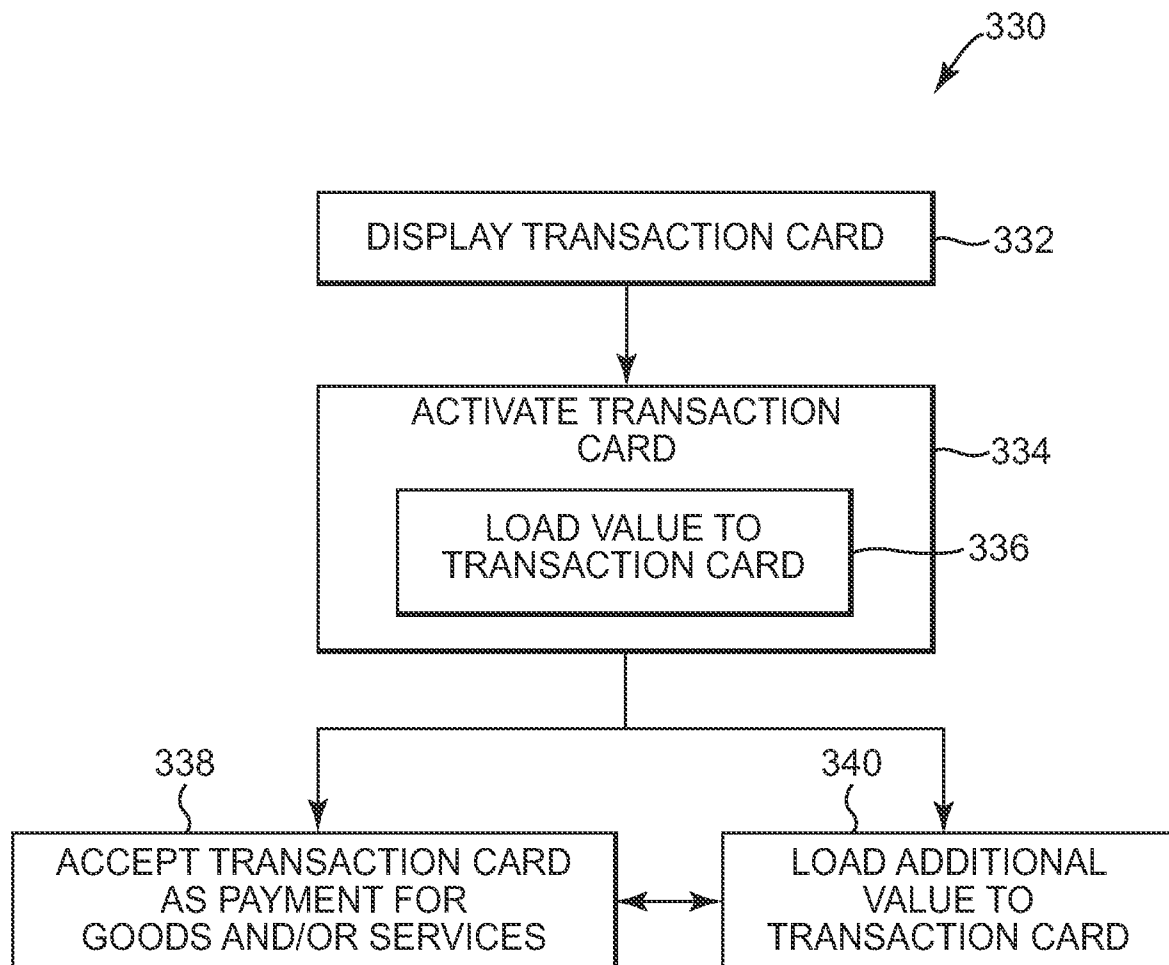 330
DISPLAY TRANSACTION CARD
332
ACTIVATE TRANSACTION
CARD
334
LOAD VALUE TO
TRANSACTION CARD
336
338
ACCEPT TRANSACTION CARD
AS PAYMENT FOR
GOODS AND/OR SERVICES
340
LOAD ADDITIONAL
VALUE TO
TRANSACTION CARD